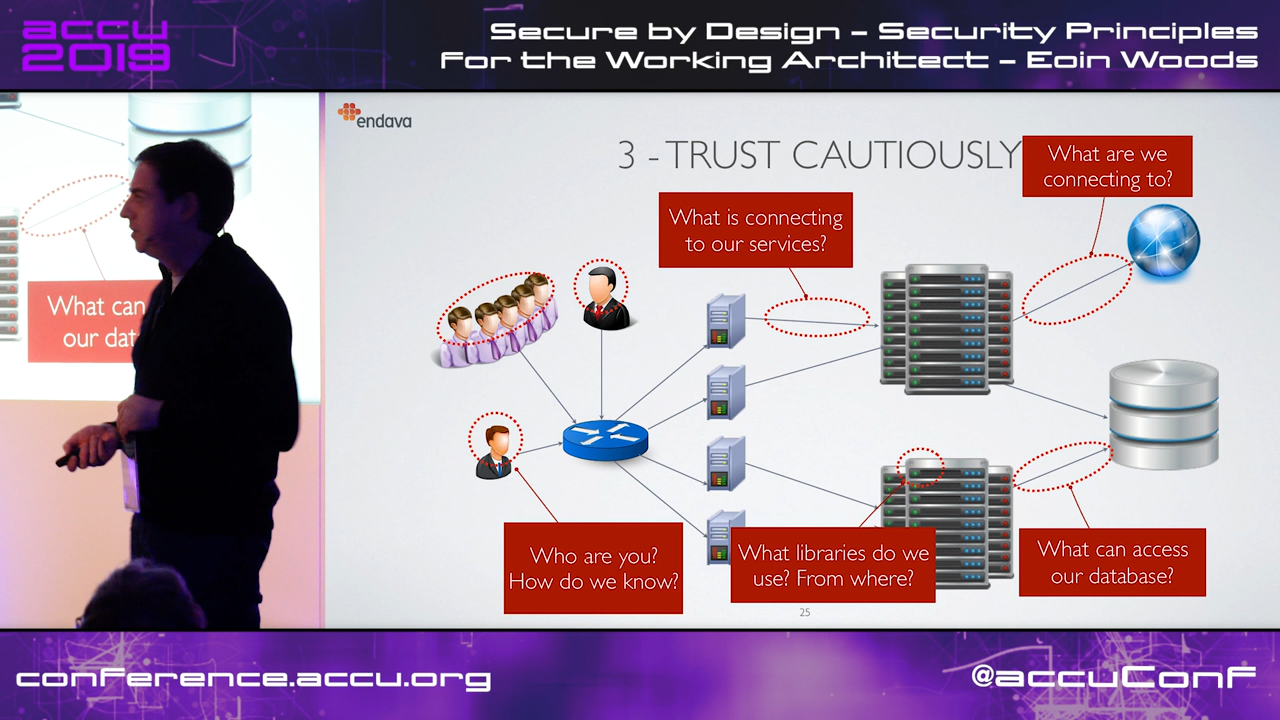 accu
2019
Secure by Design – Security Principles
for the Working Architect – Eoin Woods
endava
3 - TRUST CAUTIOUSLY
What are we
connecting to?
What is connecting
to our services?
Who are you?
How do we know?
What libraries do we
use? From where?
What can access
our database?
25
What can
our dat
conference.accu.org
@accuConf